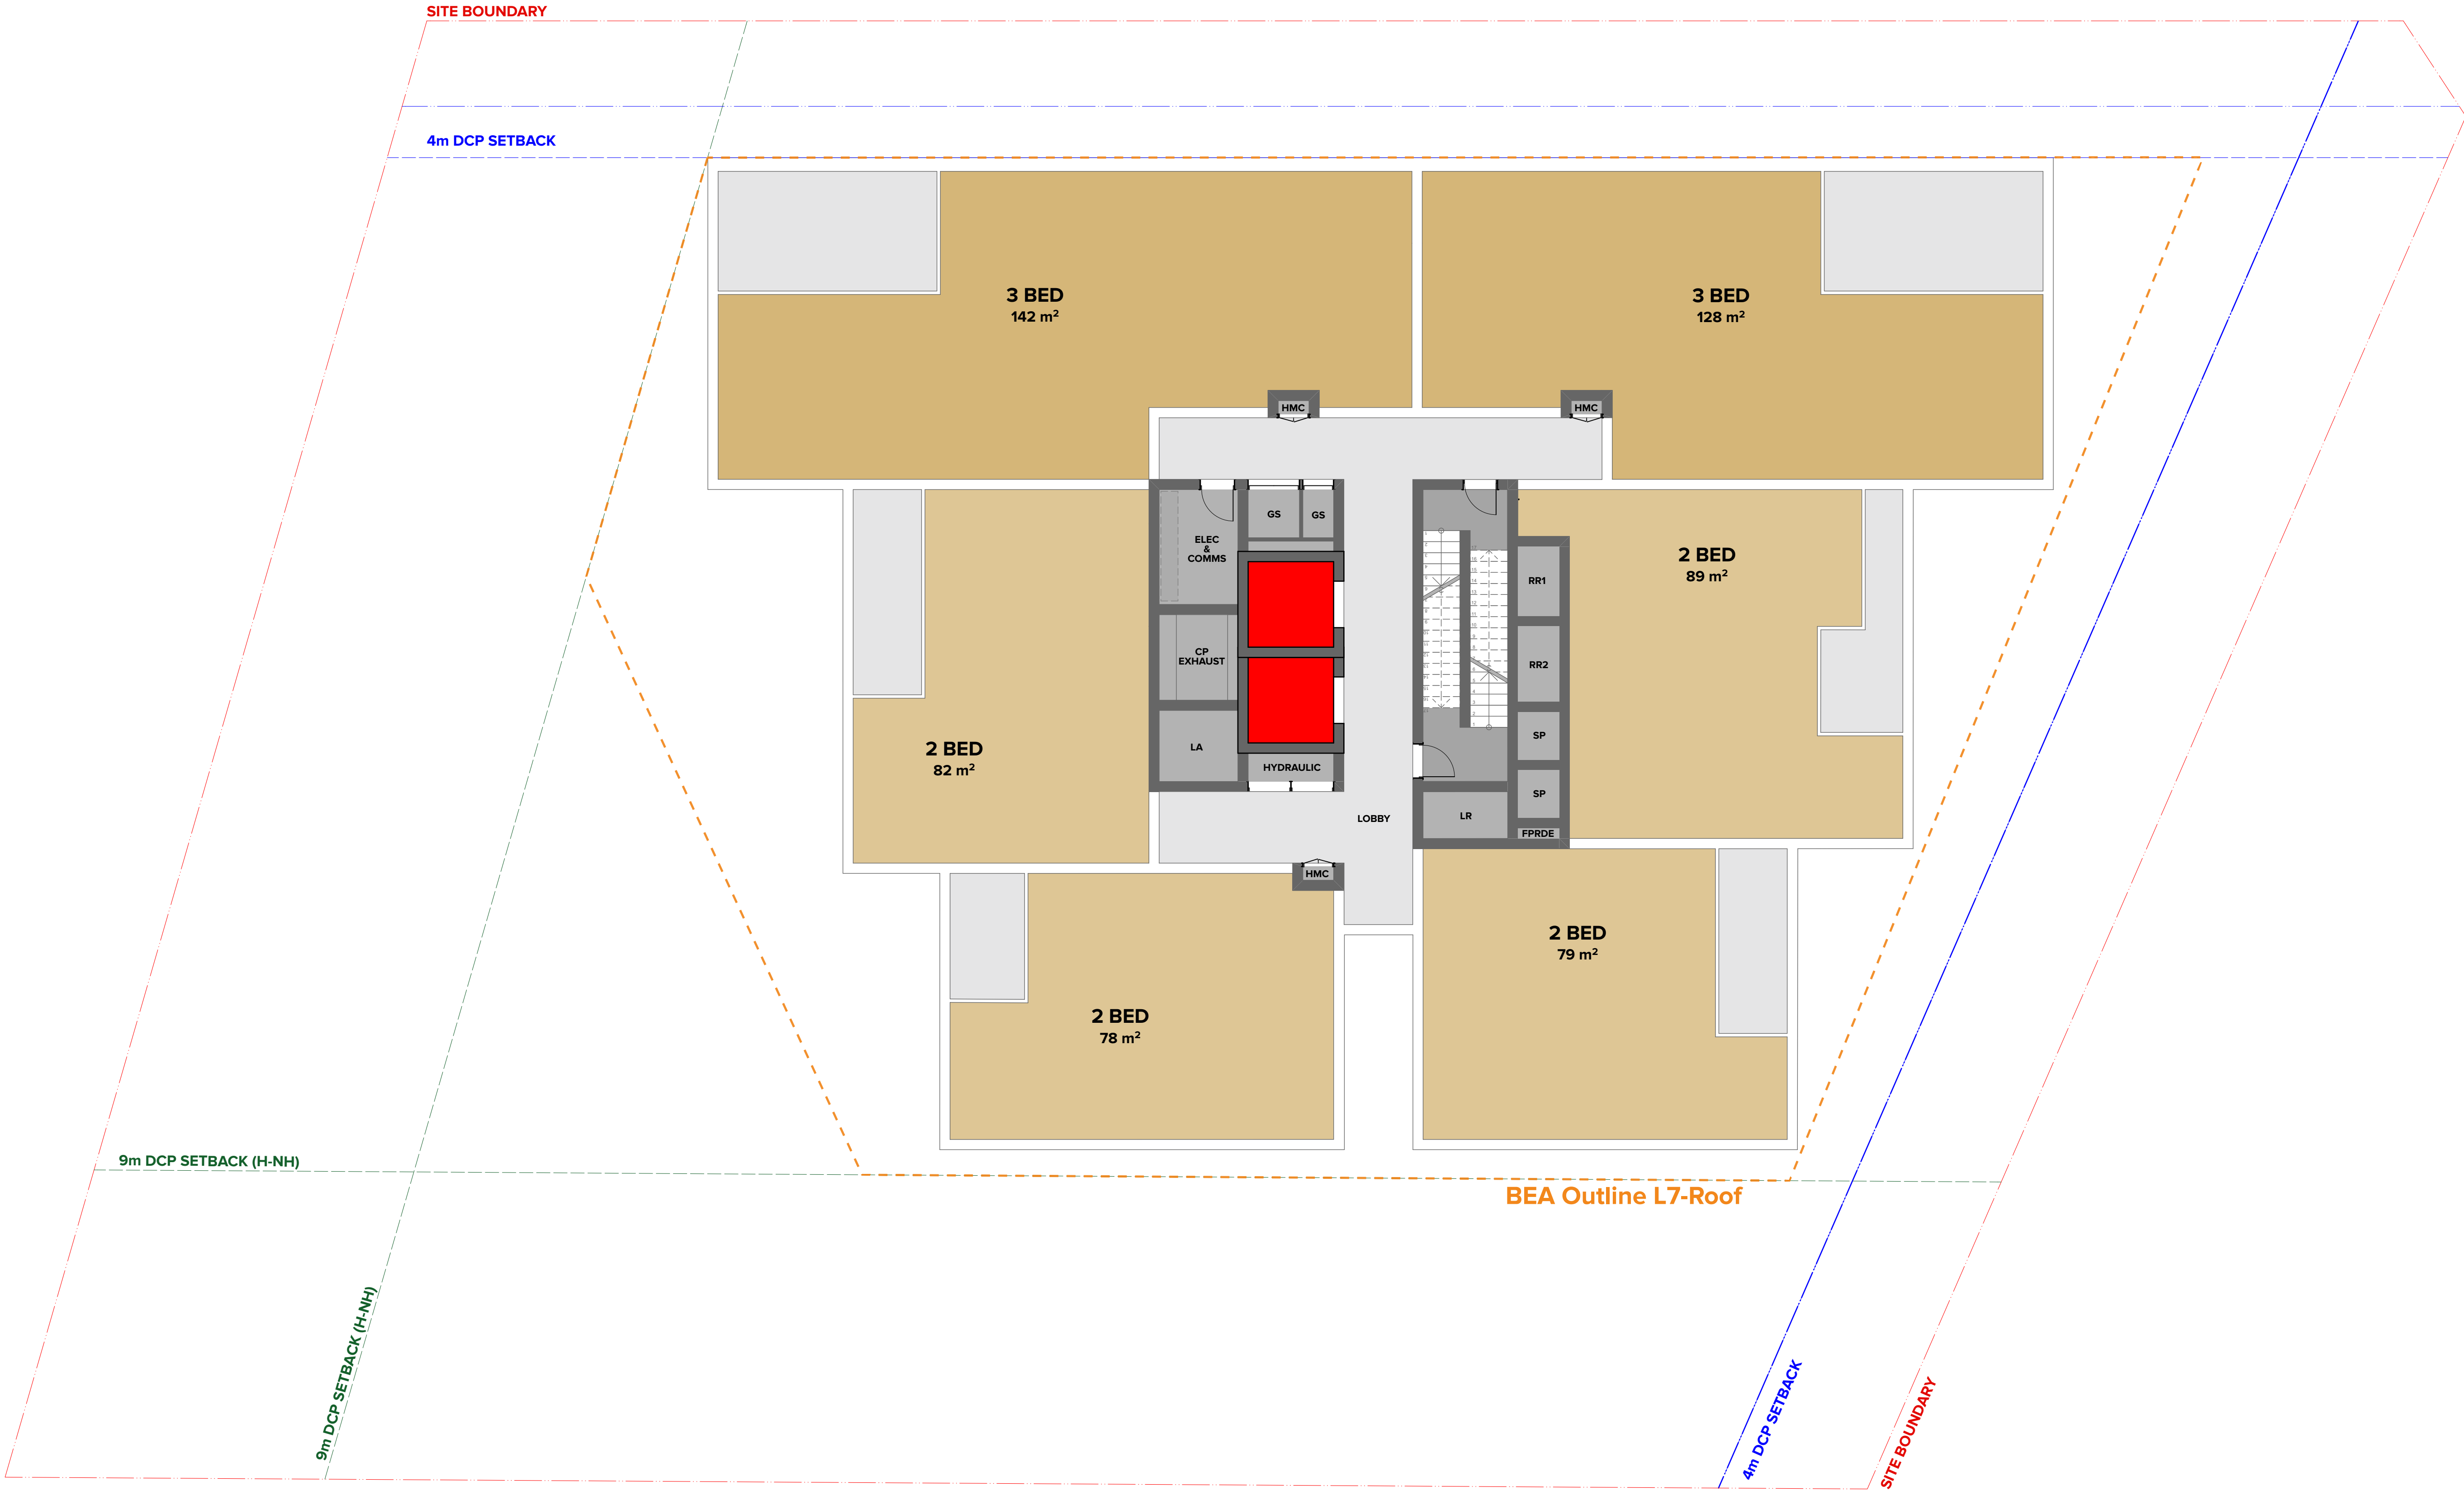 SITE BOUNDARY
4m DCP SETBACK
3 BED
142 m²
3 BED
128 m²
HMC
HMC
GS
GS
ELEC
&
COMMS
2 BED
89 m²
RR1
CP
EXHAUST
RR2
SP
2 BED
82 m²
LA
HYDRAULIC
SP
LOBBY
LR
FPRDE
HMC
2 BED
79 m²
2 BED
78 m²
9m DCP SETBACK (H-NH)
BEA Outline L7-Roof
9m DCP SETBACK (H-NH)
4m DCP SETBACK
SITE BOUNDARY